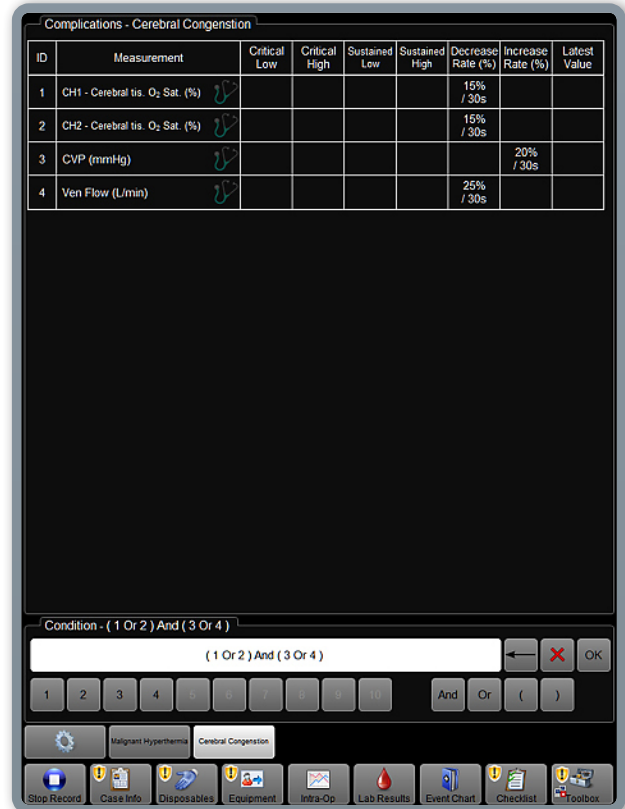 Complications - Cerebral Congenstion
ID Measurement Critical Low Critical High Sustained Low Sustained High Decrease Rate (%) Increase Rate (%) Latest Value
1 CH1 - Cerebral tis. O₂ Sat. (%) 15% / 30s
2 CH2 - Cerebral tis. O₂ Sat. (%) 15% / 30s
3 CVP (mmHg) 20% / 30s
4 Ven Flow (L/min) 25% / 30s
Condition - ( 1 Or 2 ) And ( 3 Or 4 )
( 1 Or 2 ) And ( 3 Or 4 ) OK
1 2 3 4 5 6 7 8 9 10 And Or ( )
Malignant Hyperthermia Cerebral Congenstion
Stop Record Case Info Disposables Equipment Intra-Op Lab Results Event Chart Checklist Toolbox